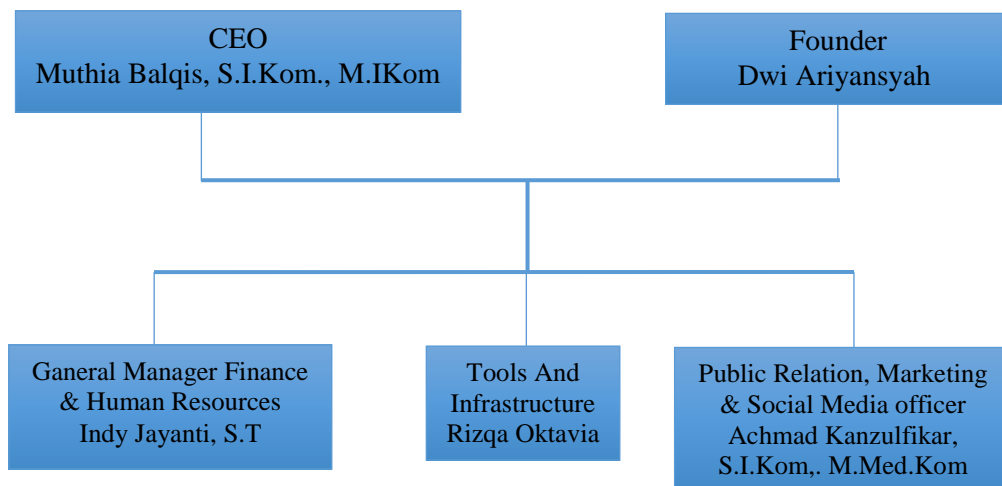 CEO
Muthia Balqis, S.I.Kom., M.IKom
Founder
Dwi Ariyansyah
Ganeral Manager Finance
& Human Resources
Indy Jayanti, S.T
Tools And
Infrastructure
Rizqa Oktavia
Public Relation, Marketing
& Social Media officer
Achmad Kanzulfikar,
S.I.Kom,. M.Med.Kom